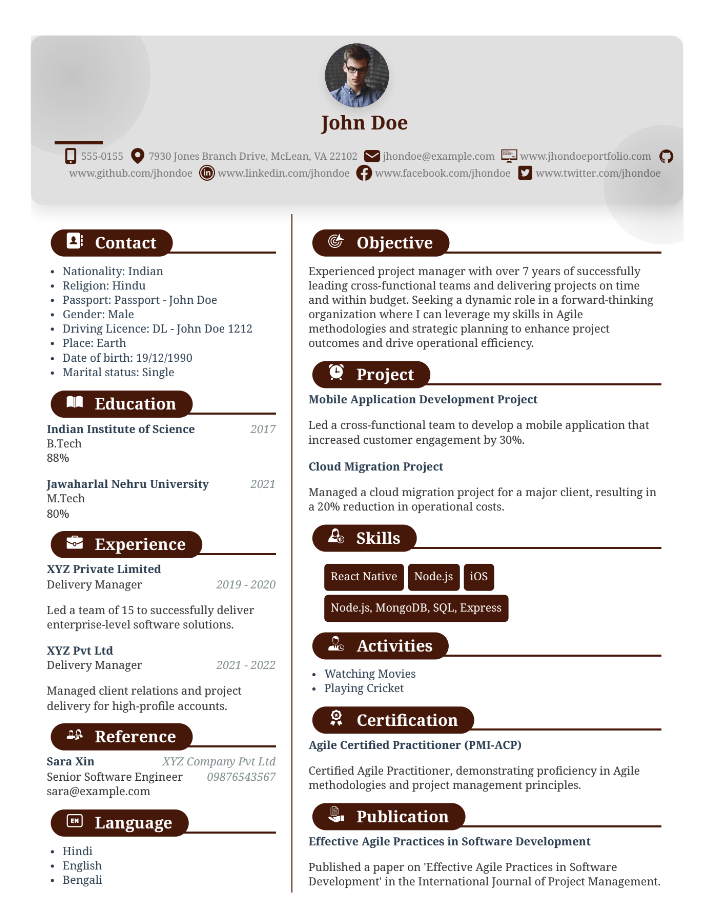 John Doe
555-0155 7930 Jones Branch Drive, McLean, VA 22102 jhondoe@example.com www.jhondoeportfolio.com
www.github.com/jhondoe www.linkedin.com/jhondoe www.facebook.com/jhondoe www.twitter.com/jhondoe
Contact
• Nationality: Indian
• Religion: Hindu
• Passport: Passport - John Doe
• Gender: Male
• Driving Licence: DL - John Doe 1212
• Place: Earth
• Date of birth: 19/12/1990
• Marital status: Single
Education
Indian Institute of Science 2017
B.Tech
88%
Jawaharlal Nehru University 2021
M.Tech
80%
Experience
XYZ Private Limited
Delivery Manager 2019 - 2020
Led a team of 15 to successfully deliver
enterprise-level software solutions.
XYZ Pvt Ltd
Delivery Manager 2021 - 2022
Managed client relations and project
delivery for high-profile accounts.
Reference
Sara Xin XYZ Company Pvt Ltd
Senior Software Engineer 09876543567
sara@example.com
EN Language
• Hindi
• English
• Bengali
Objective
Experienced project manager with over 7 years of successfully
leading cross-functional teams and delivering projects on time
and within budget. Seeking a dynamic role in a forward-thinking
organization where I can leverage my skills in Agile
methodologies and strategic planning to enhance project
outcomes and drive operational efficiency.
Project
Mobile Application Development Project
Led a cross-functional team to develop a mobile application that
increased customer engagement by 30%.
Cloud Migration Project
Managed a cloud migration project for a major client, resulting in
a 20% reduction in operational costs.
Skills
React Native Node.js iOS
Node.js, MongoDB, SQL, Express
Activities
• Watching Movies
• Playing Cricket
Certification
Agile Certified Practitioner (PMI-ACP)
Certified Agile Practitioner, demonstrating proficiency in Agile
methodologies and project management principles.
Publication
Effective Agile Practices in Software Development
Published a paper on 'Effective Agile Practices in Software
Development' in the International Journal of Project Management.